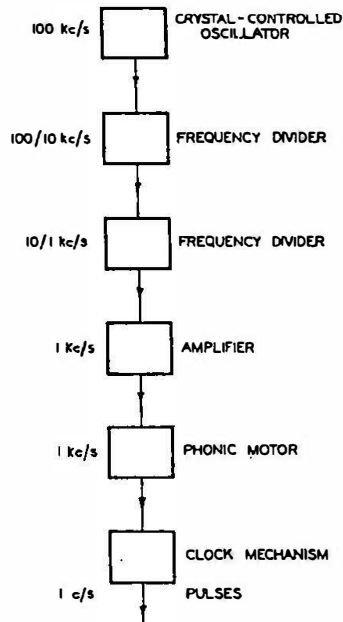 100 kc/s CRYSTAL-CONTROLLED
OSCILLATOR
100/10 kc/s FREQUENCY DIVIDER
10/1 kc/s FREQUENCY DIVIDER
1 Kc/s AMPLIFIER
1 Kc/s PHONIC MOTOR
CLOCK MECHANISM
1 c/s PULSES